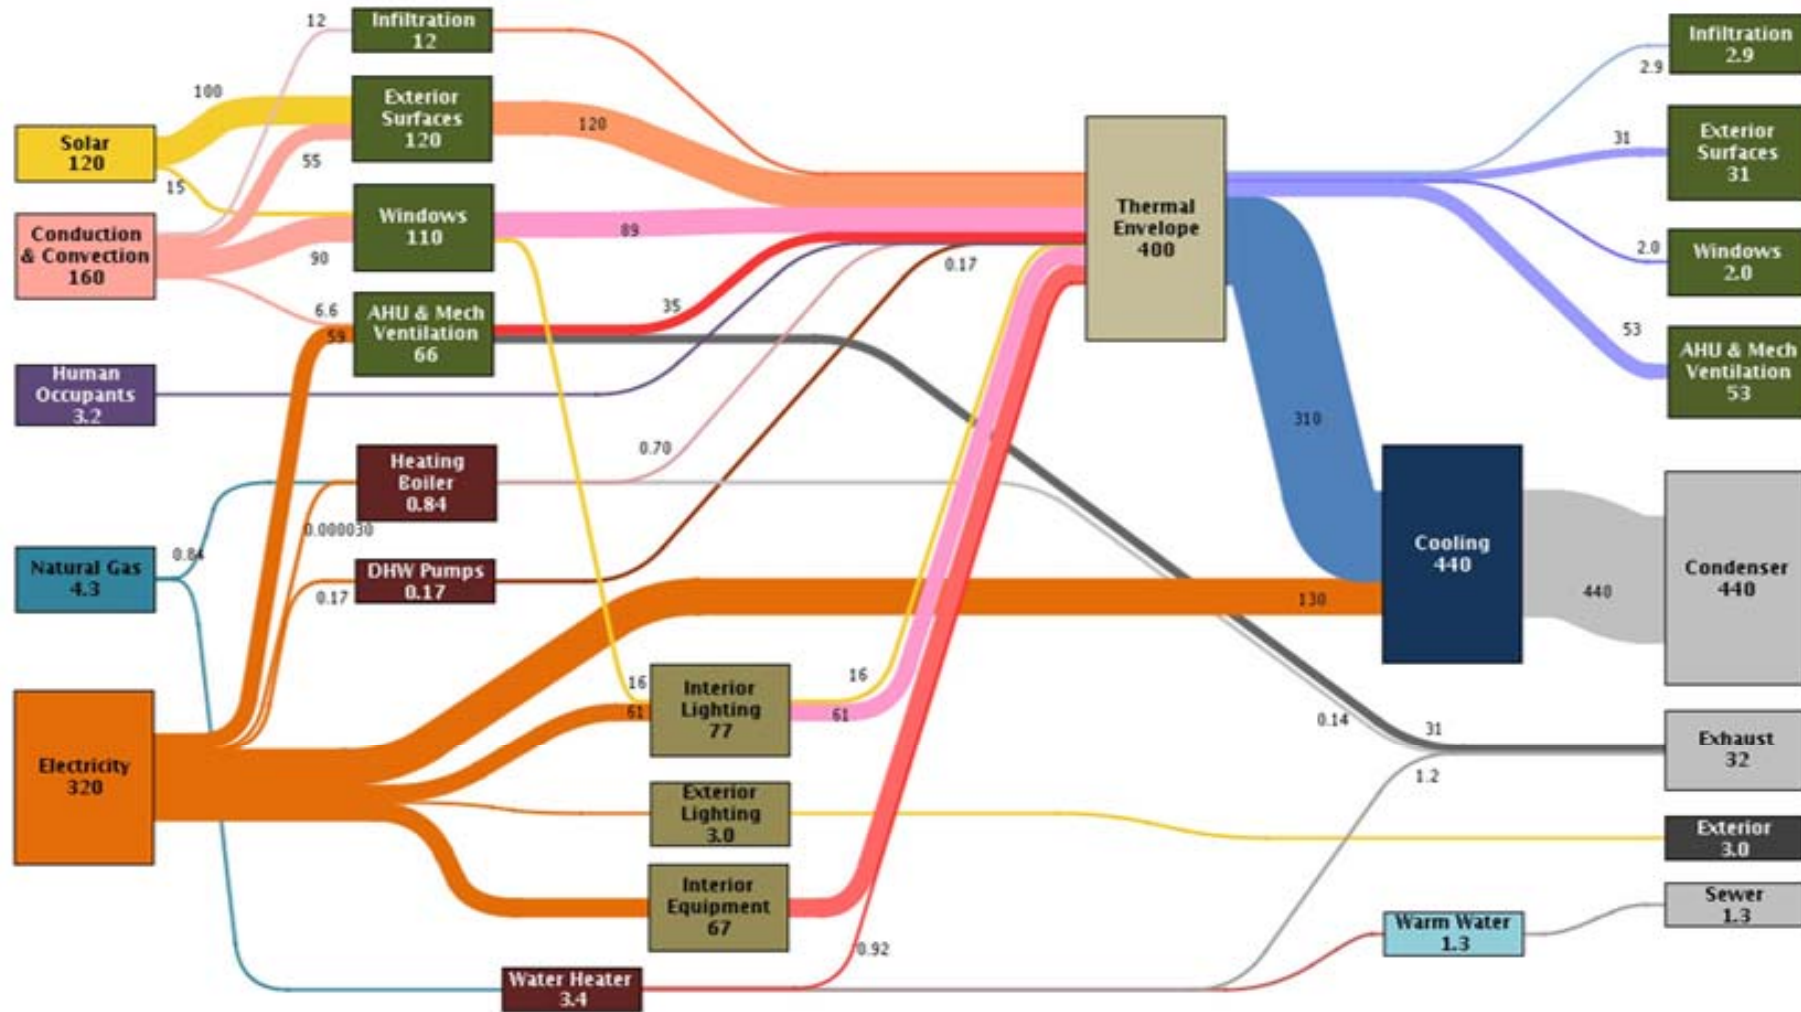 12
Infiltration
12
100
Exterior
Surfaces
120
120
Solar
120
55
15
Windows
110
89
Conduction
& Convection
160
90
6.6
59
AHU & Mech
Ventilation
66
35
0.17
Human
Occupants
3.2
Heating
Boiler
0.84
0.70
0.000030
0.84
Natural Gas
4.3
DHW Pumps
0.17
0.17
Electricity
320
16
61
Interior
Lighting
77
16
61
Exterior
Lighting
3.0
Interior
Equipment
67
0.92
Water Heater
3.4
Thermal
Envelope
400
310
130
Cooling
440
440
0.14
31
1.2
Warm Water
1.3
2.9
Infiltration
2.9
31
Exterior
Surfaces
31
2.0
Windows
2.0
53
AHU & Mech
Ventilation
53
Condenser
440
Exhaust
32
Exterior
3.0
Sewer
1.3